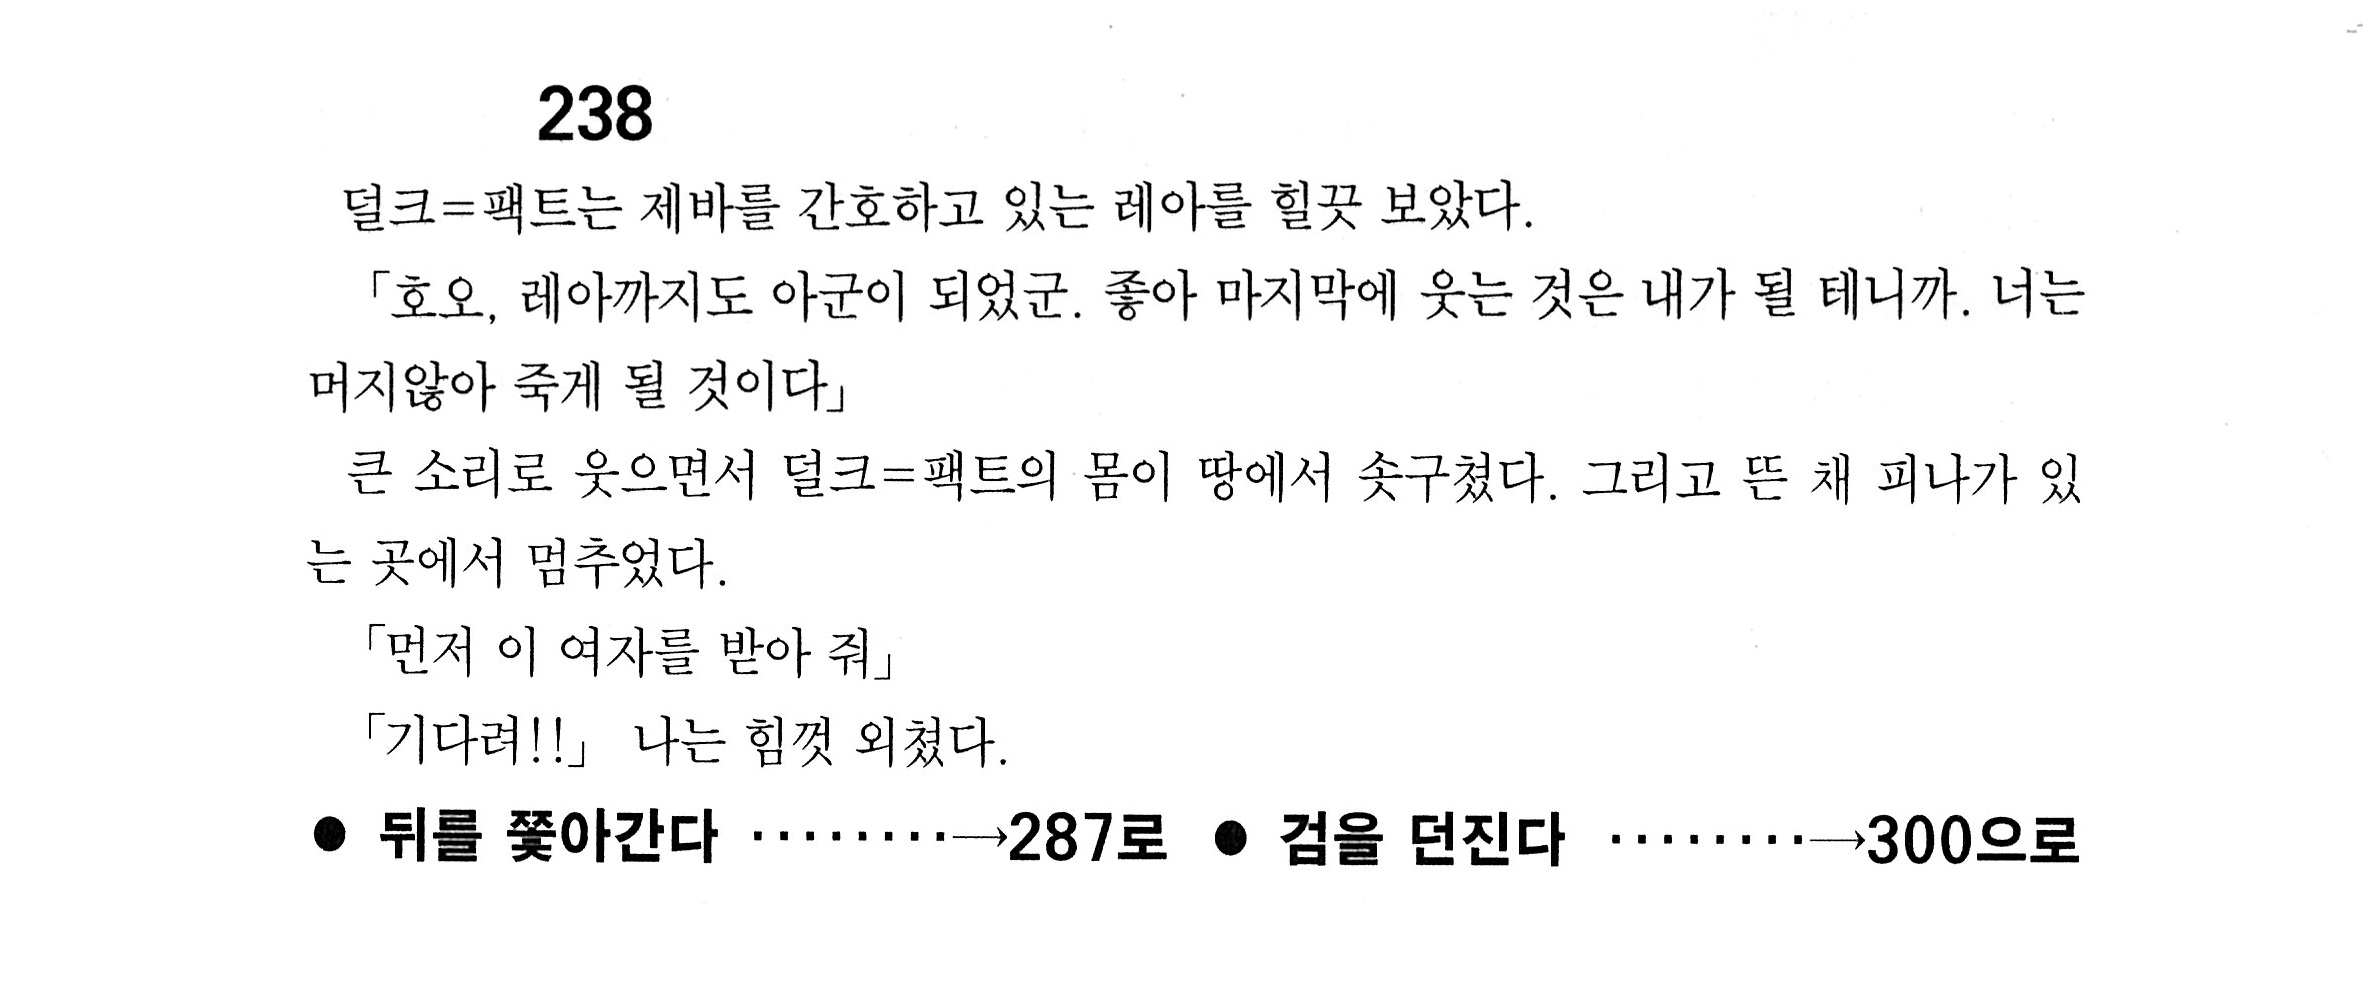 238
덜크=팩트는 제바를 간호하고 있는 레아를 힐끗 보았다.
「호오, 레아까지도 아군이 되었군. 좋아 마지막에 웃는 것은 내가 될 테니까. 너는
머지않아 죽게 될 것이다」
큰 소리로 웃으면서 덜크=팩트의 몸이 땅에서 솟구쳤다. 그리고 뜬 채 피나가 있
는 곳에서 멈추었다.
「먼저 이 여자를 받아 줘」
「기다려!!」 나는 힘껏 외쳤다.
● 뒤를 쫓아간다 ········→287로 ● 검을 던진다 ········→300으로